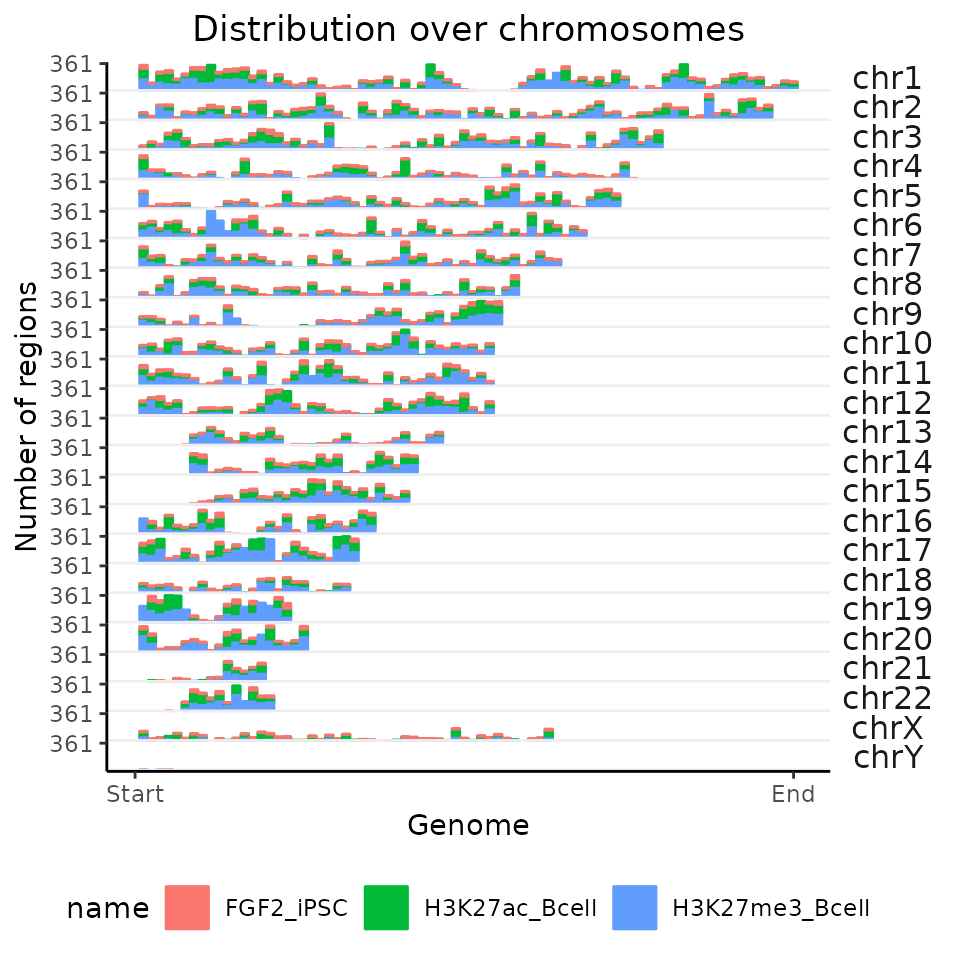 Distribution over chromosomes
361 chr1
361 chr2
361 chr3
361 chr4
361 chr5
361 chr6
361 chr7
361 chr8
361 chr9
361 chr10
361 chr11
361 chr12
361 chr13
361 chr14
361 chr15
361 chr16
361 chr17
361 chr18
361 chr19
361 chr20
361 chr21
361 chr22
361 chrX
361 chrY
Number of regions
Start End
Genome
name FGF2_iPSC H3K27ac_Bcell H3K27me3_Bcell